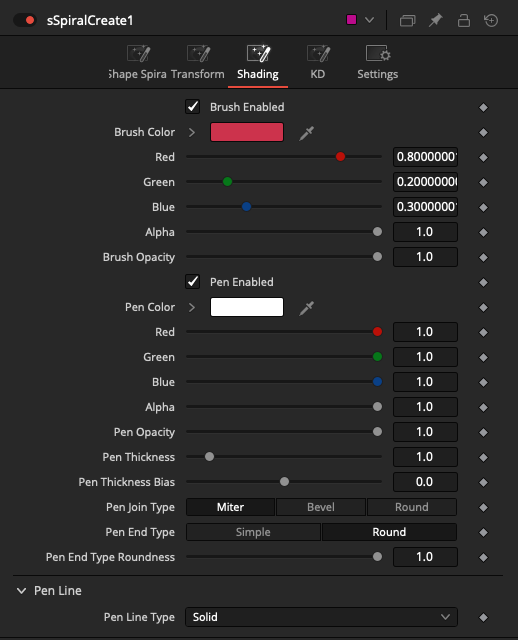 sSpiralCreate1
Shape Spira Transform Shading KD Settings
Brush Enabled
Brush Color
Red 0.8000000
Green 0.2000000
Blue 0.3000000
Alpha 1.0
Brush Opacity 1.0
Pen Enabled
Pen Color
Red 1.0
Green 1.0
Blue 1.0
Alpha 1.0
Pen Opacity 1.0
Pen Thickness 1.0
Pen Thickness Bias 0.0
Pen Join Type Miter Bevel Round
Pen End Type Simple Round
Pen End Type Roundness 1.0
Pen Line
Pen Line Type Solid